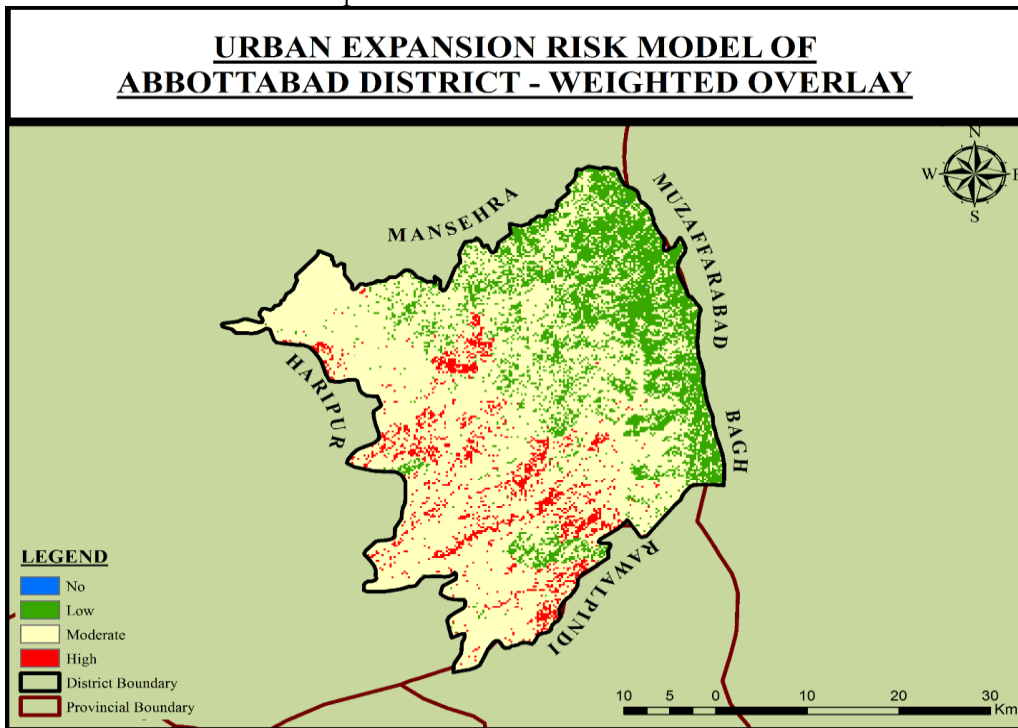 URBAN EXPANSION RISK MODEL OF
ABBOTTABAD DISTRICT - WEIGHTED OVERLAY
N
W E
S
MANSEHRA
MUZAFFARABAD
HARIPUR
BAGH
RAWALPINDI
LEGEND
No
Low
Moderate
High
District Boundary
Provincial Boundary
10 5 0 10 20 30
Km